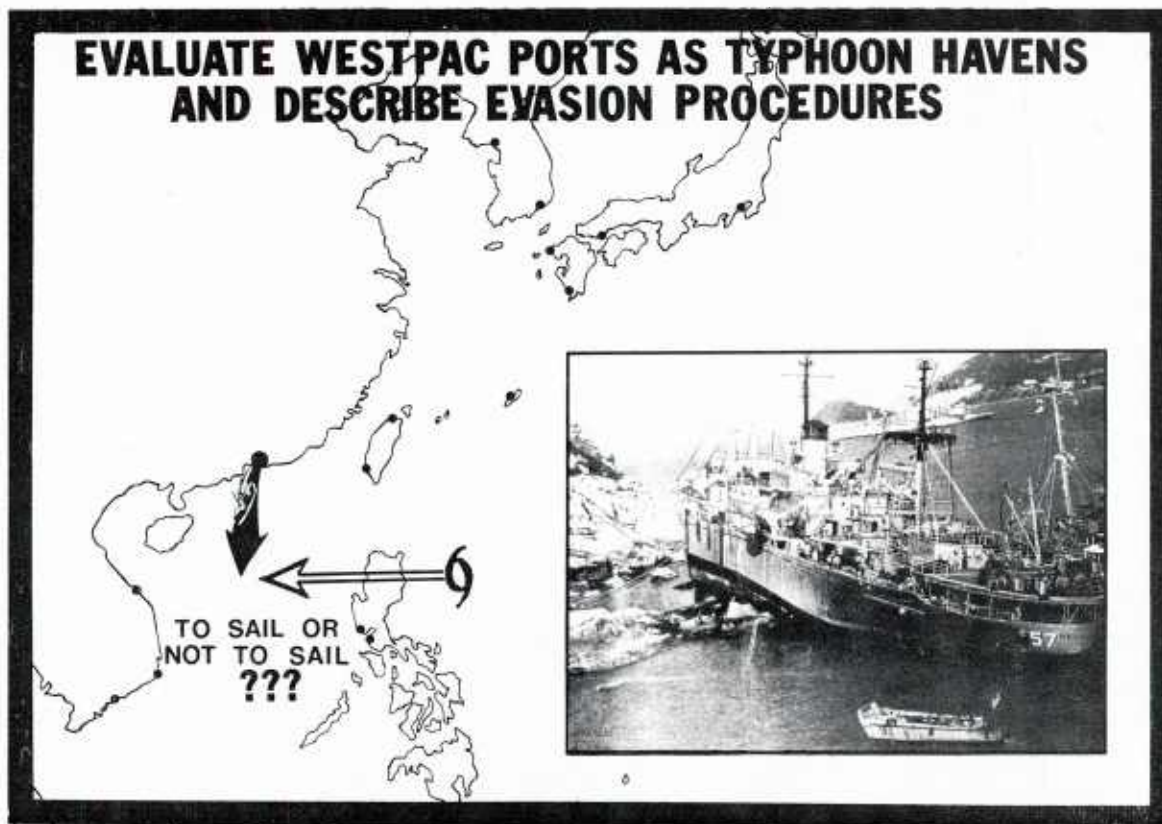 EVALUATE WESTPAC PORTS AS TYPHOON HAVENS
AND DESCRIBE EVASION PROCEDURES
TO SAIL OR
NOT TO SAIL
???
57